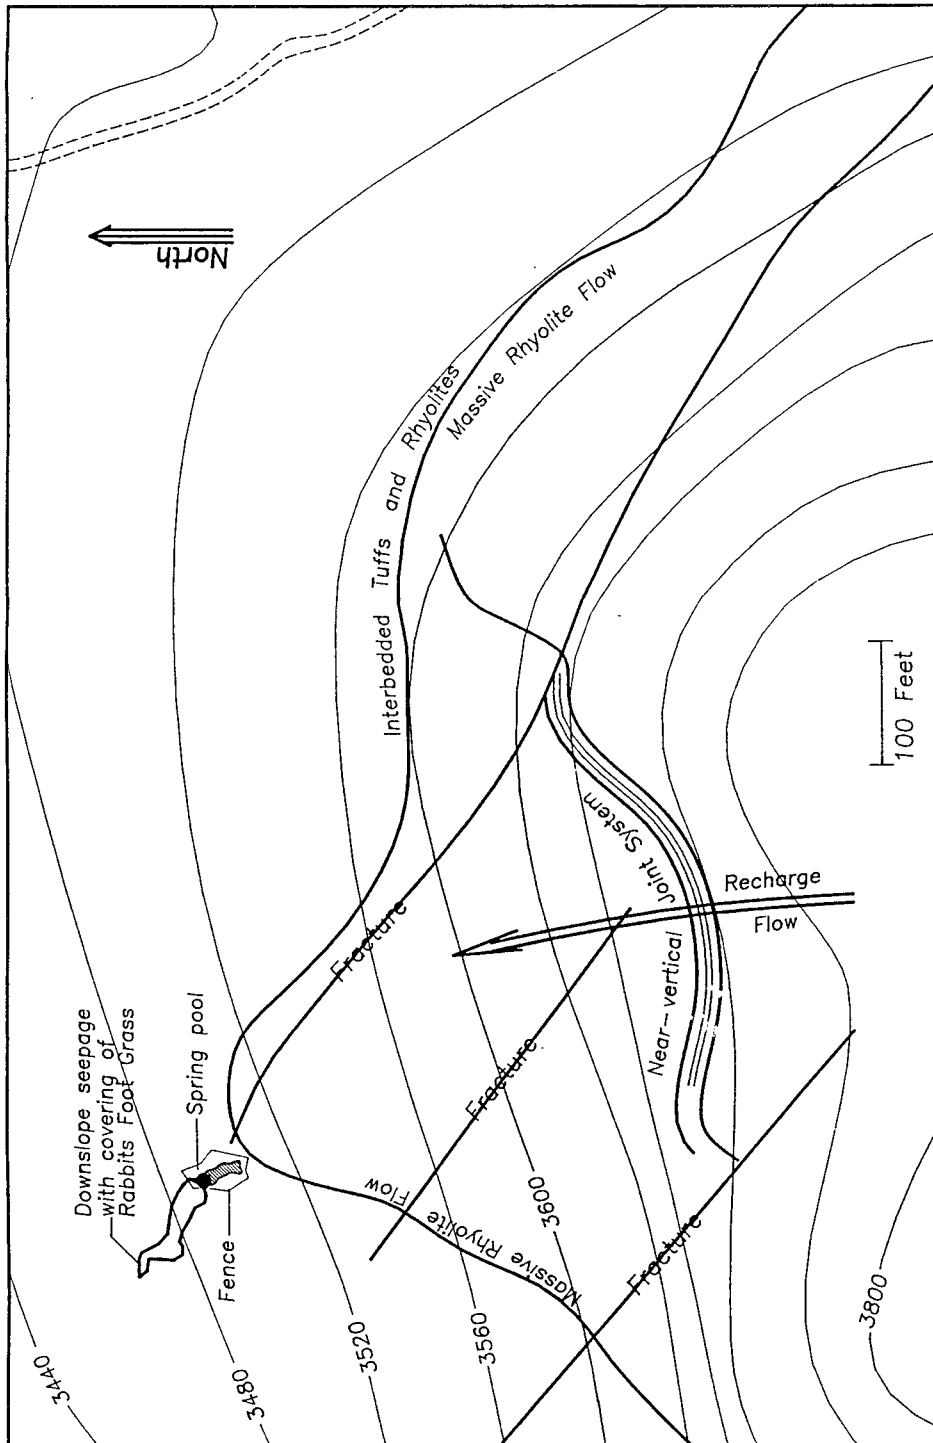 North
Interbedded Tuffs and Rhyolites
Massive Rhyolite Flow
100 Feet
Near-vertical Joint System
Recharge
Flow
Fracture
Fracture
Fracture
Massive Rhyolite Flow
Downslope seepage
with covering of
Rabbits Foot Grass
Spring pool
Fence
3440
3480
3520
3560
3600
3800